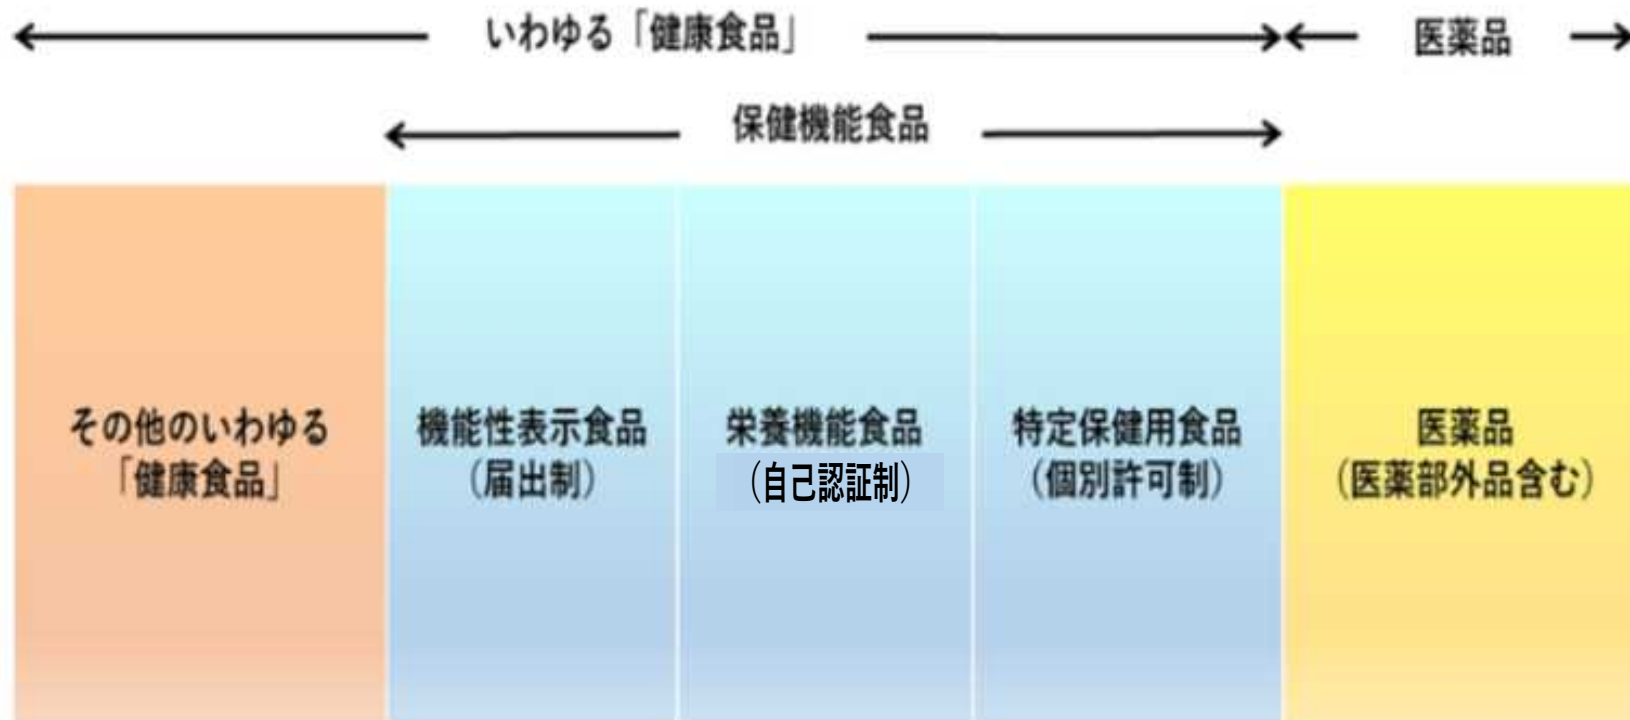 いわゆる「健康食品」
医薬品
保健機能食品
その他のいわゆる
「健康食品」
機能性表示食品
（届出制）
栄養機能食品
（自己認証制）
特定保健用食品
（個別許可制）
医薬品
（医薬部外品含む）